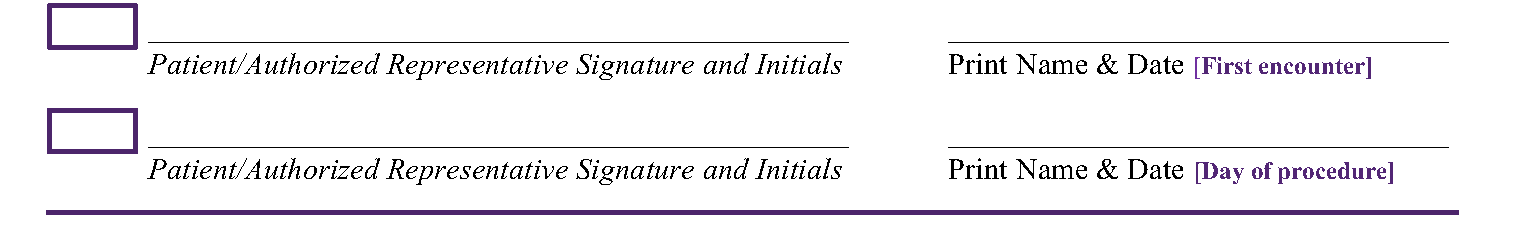 Patient/Authorized Representative Signature and Initials Print Name & Date [First encounter]
Patient/Authorized Representative Signature and Initials Print Name & Date [Day of procedure]